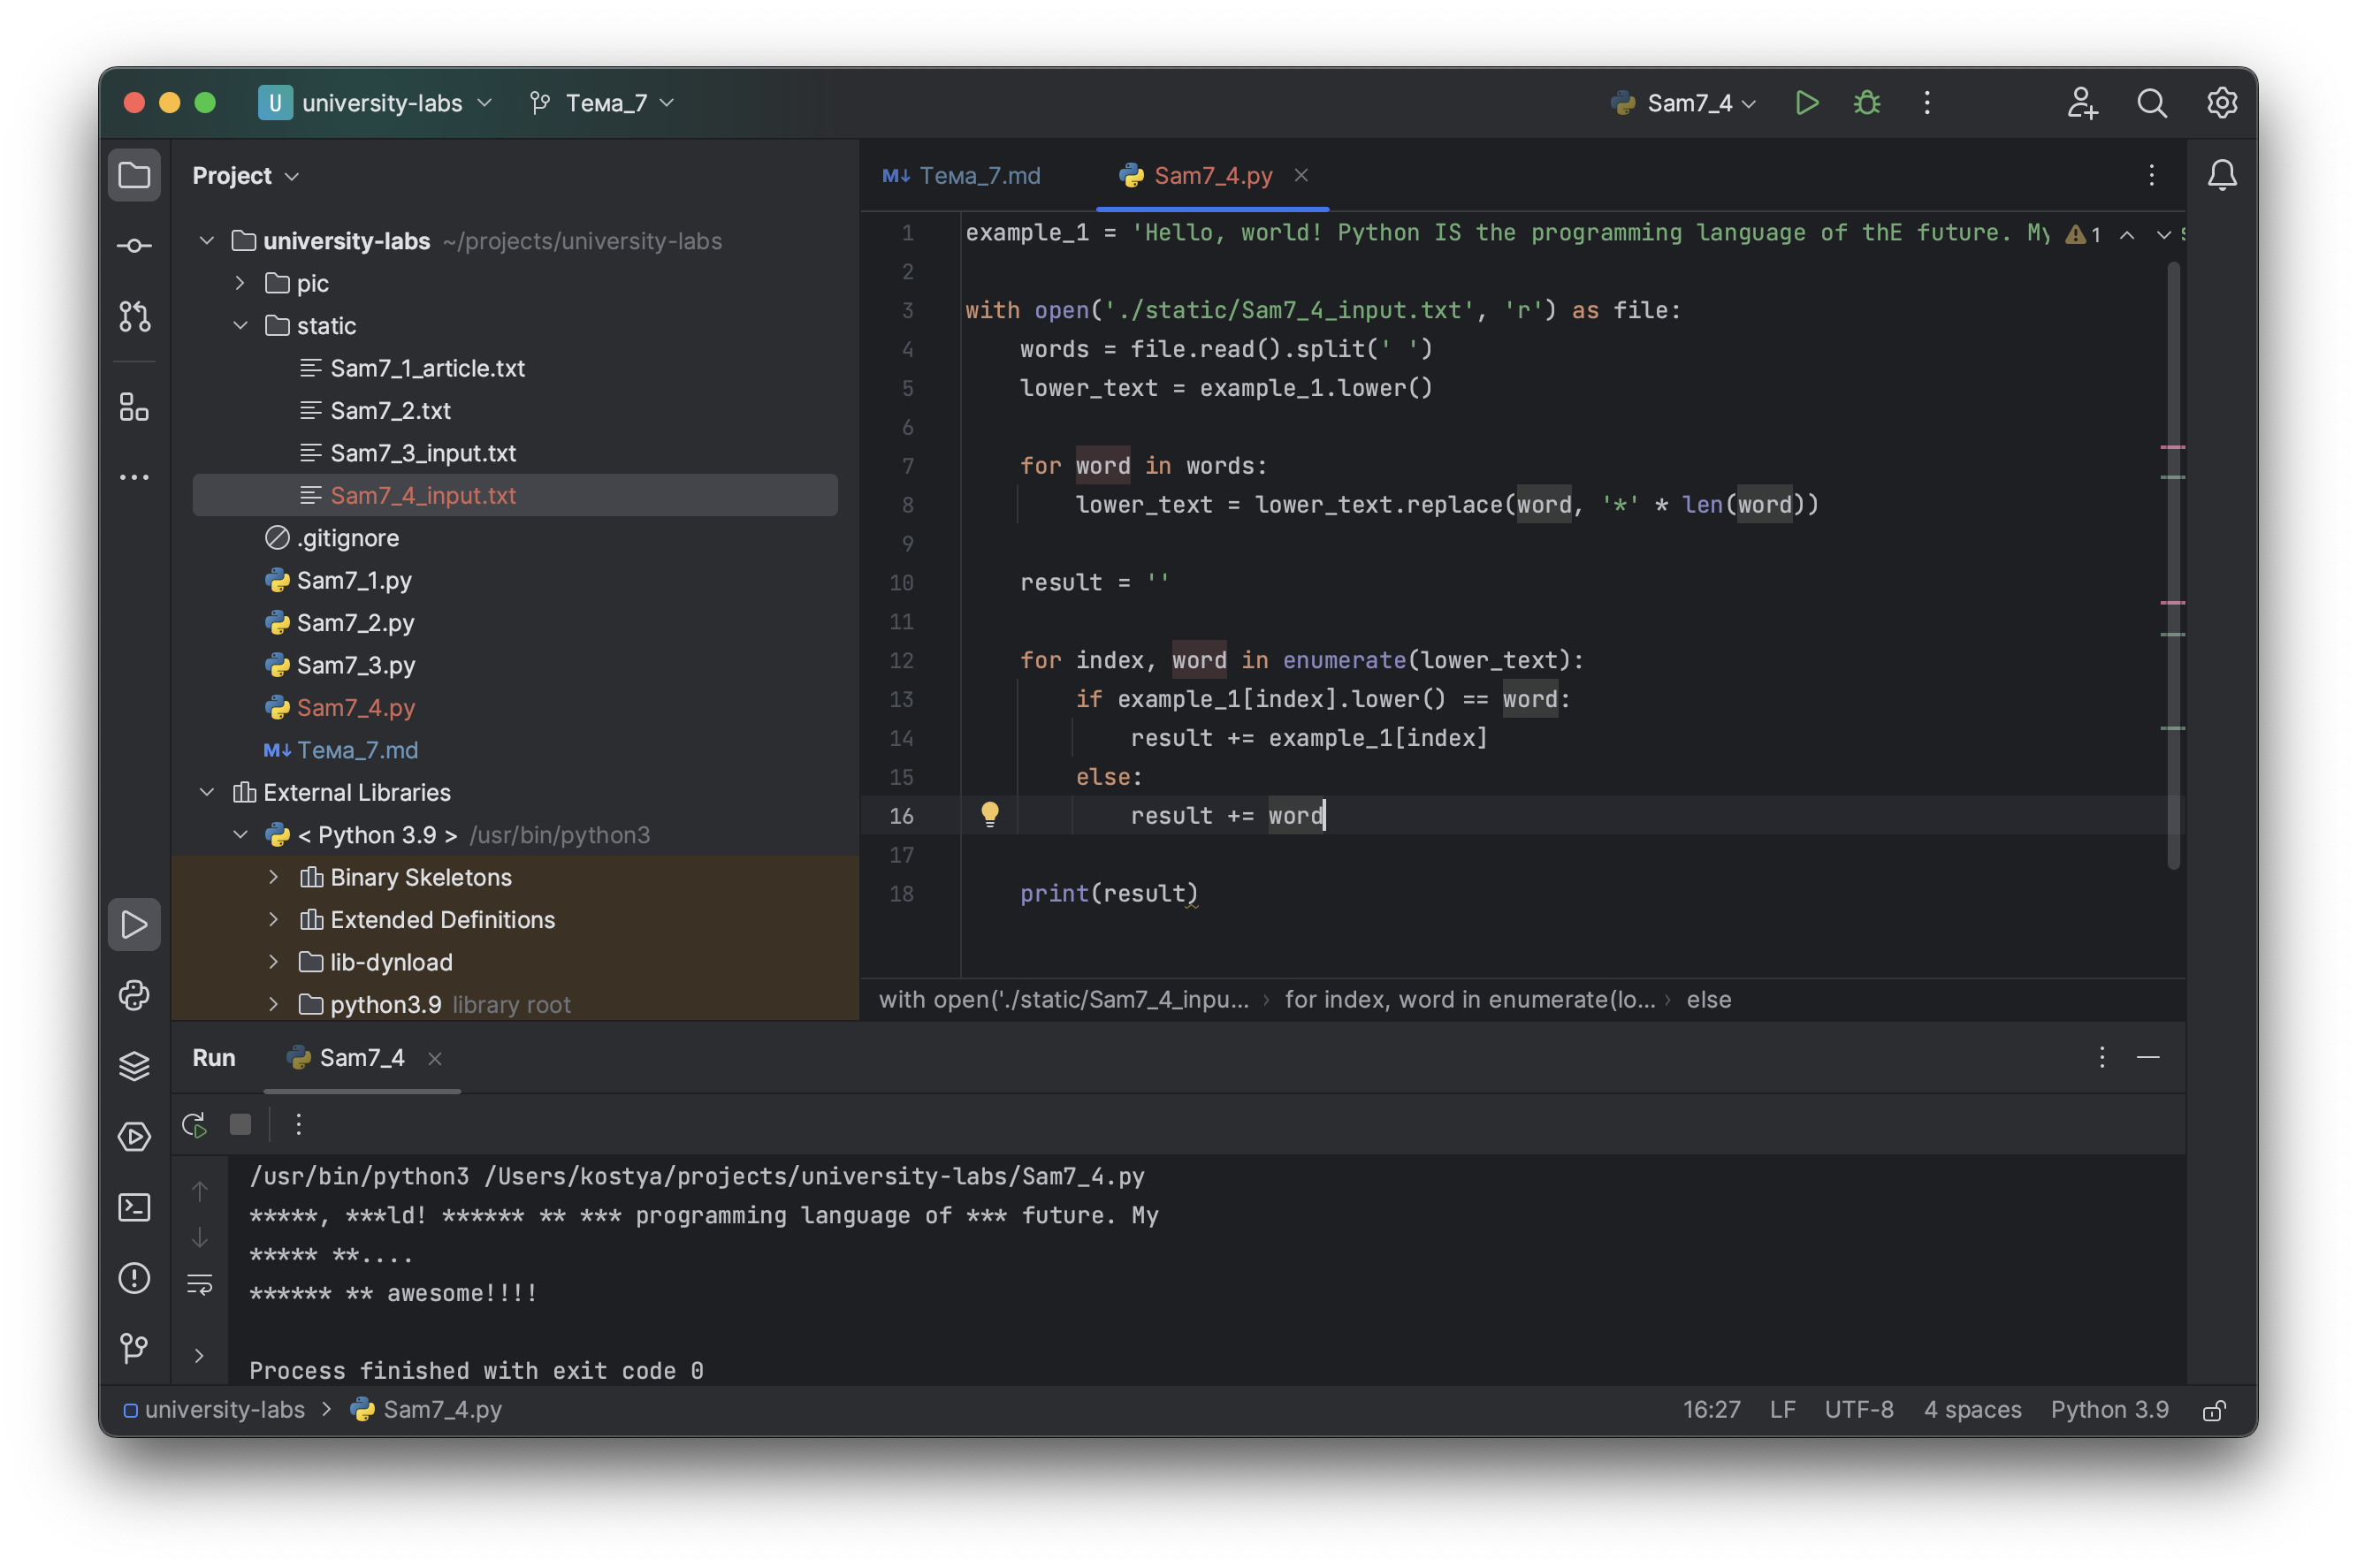 U university-labs Тема_7 Sam7_4
Project
university-labs ~/projects/university-labs
pic
static
Sam7_1_article.txt
Sam7_2.txt
Sam7_3_input.txt
Sam7_4_input.txt
.gitignore
Sam7_1.py
Sam7_2.py
Sam7_3.py
Sam7_4.py
M↓ Тема_7.md
External Libraries
< Python 3.9 > /usr/bin/python3
Binary Skeletons
Extended Definitions
lib-dynload
python3.9 library root
M↓ Тема_7.md Sam7_4.py
1 example_1 = 'Hello, world! Python IS the programming language of thE future. My 1
2
3 with open('./static/Sam7_4_input.txt', 'r') as file:
4 words = file.read().split(' ')
5 lower_text = example_1.lower()
6
7 for word in words:
8 lower_text = lower_text.replace(word, '*' * len(word))
9
10 result = ''
11
12 for index, word in enumerate(lower_text):
13 if example_1[index].lower() == word:
14 result += example_1[index]
15 else:
16 result += word
17
18 print(result)
with open('./static/Sam7_4_inpu... › for index, word in enumerate(lo... › else
Run Sam7_4
/usr/bin/python3 /Users/kostya/projects/university-labs/Sam7_4.py
*****, ***ld! ****** ** *** programming language of *** future. My
***** **....
****** ** awesome!!!!
Process finished with exit code 0
university-labs > Sam7_4.py 16:27 LF UTF-8 4 spaces Python 3.9